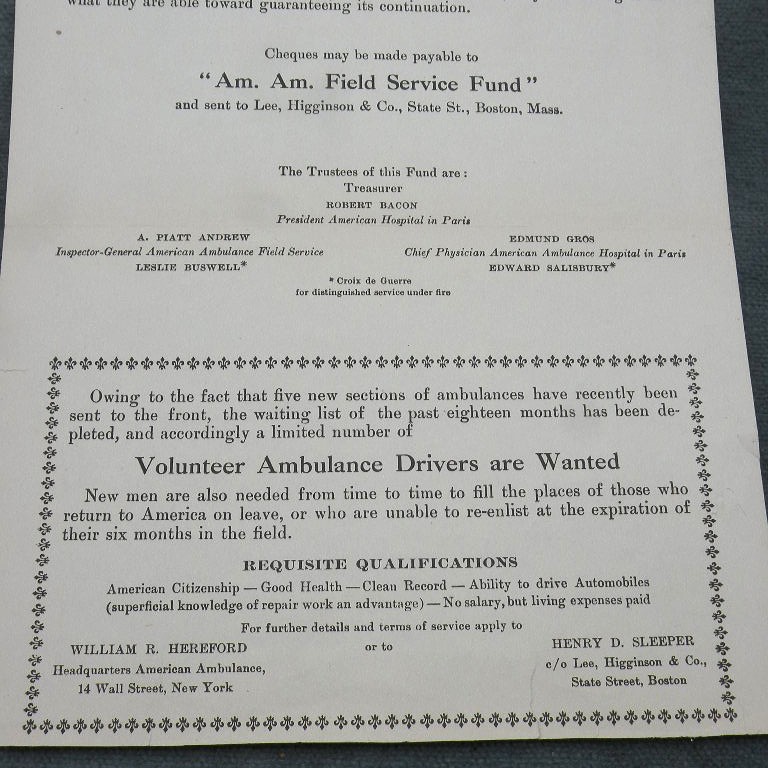 what they are able toward guaranteeing its continuation.
Cheques may be made payable to
"Am. Am. Field Service Fund"
and sent to Lee, Higginson & Co., State St., Boston, Mass.
The Trustees of this Fund are:
Treasurer
ROBERT BACON
President American Hospital in Paris
A. PIATT ANDREW
Inspector-General American Ambulance Field Service
LESLIE BUSWELL*
EDMUND GROS
Chief Physician American Ambulance Hospital in Paris
EDWARD SALISBURY*
* Croix de Guerre
for distinguished service under fire
Owing to the fact that five new sections of ambulances have recently been
sent to the front, the waiting list of the past eighteen months has been de-
pleted, and accordingly a limited number of
Volunteer Ambulance Drivers are Wanted
New men are also needed from time to time to fill the places of those who
return to America on leave, or who are unable to re-enlist at the expiration of
their six months in the field.
REQUISITE QUALIFICATIONS
American Citizenship — Good Health — Clean Record — Ability to drive Automobiles
(superficial knowledge of repair work an advantage) — No salary, but living expenses paid
For further details and terms of service apply to
WILLIAM R. HEREFORD
Headquarters American Ambulance,
14 Wall Street, New York
or to
HENRY D. SLEEPER
c/o Lee, Higginson & Co.,
State Street, Boston